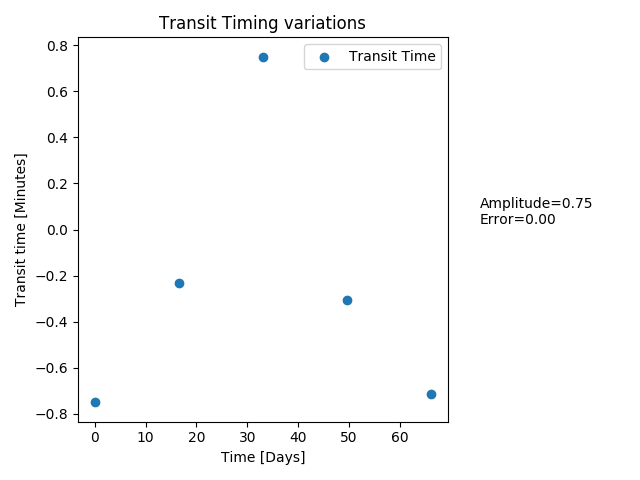 Transit Timing variations
Transit Time
Transit time [Minutes]
0.8
0.6
0.4
0.2
0.0
−0.2
−0.4
−0.6
−0.8
0 10 20 30 40 50 60
Time [Days]
Amplitude=0.75
Error=0.00